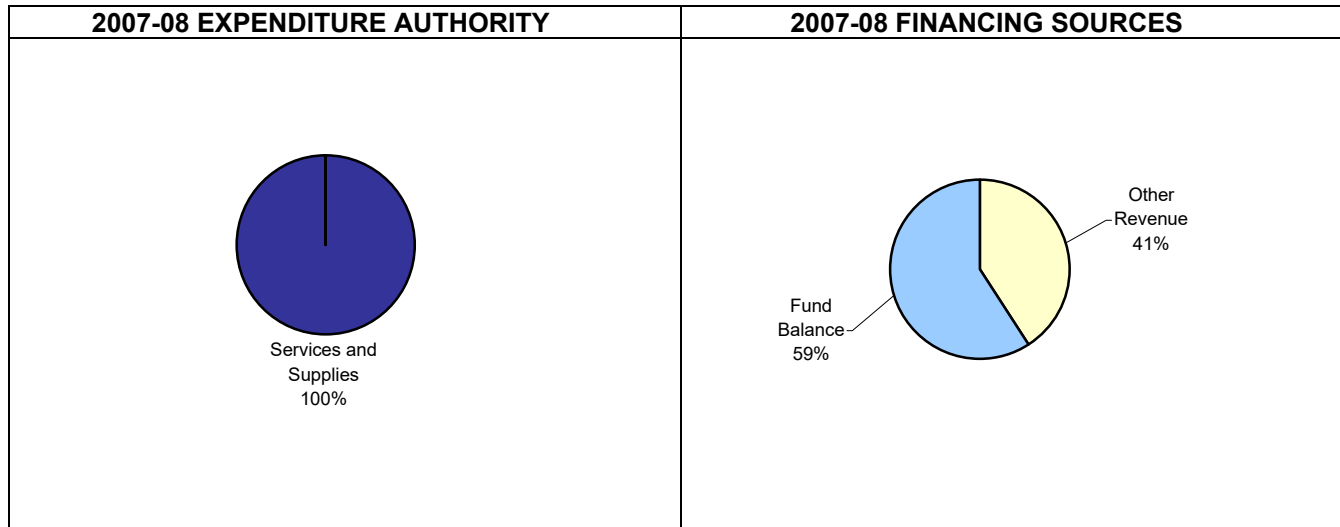 2007-08 EXPENDITURE AUTHORITY
2007-08 FINANCING SOURCES
Services and
Supplies
100%
Other
Revenue
41%
Fund
Balance
59%